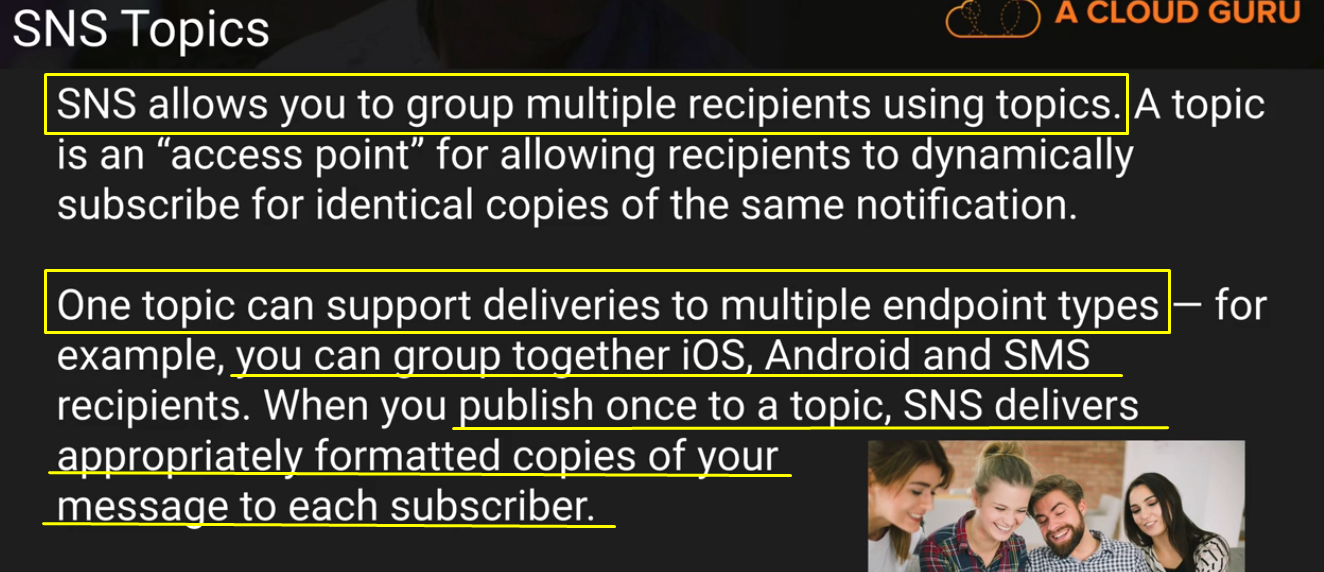 SNS Topics
A CLOUD GURU
SNS allows you to group multiple recipients using topics. A topic
is an “access point” for allowing recipients to dynamically
subscribe for identical copies of the same notification.
One topic can support deliveries to multiple endpoint types — for
example, you can group together iOS, Android and SMS
recipients. When you publish once to a topic, SNS delivers
appropriately formatted copies of your
message to each subscriber.